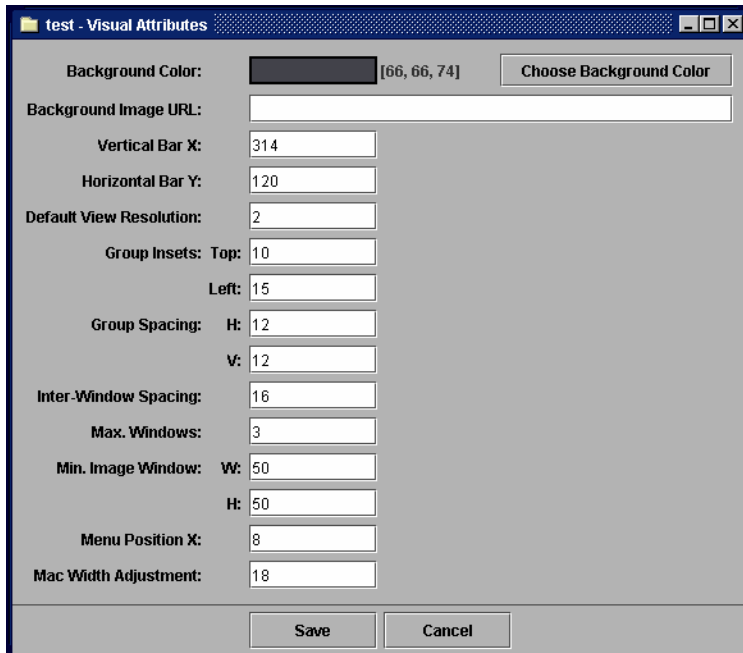 test - Visual Attributes
Background Color: [66, 66, 74] Choose Background Color
Background Image URL:
Vertical Bar X: 314
Horizontal Bar Y: 120
Default View Resolution: 2
Group Insets: Top: 10
Left: 15
Group Spacing: H: 12
V: 12
Inter-Window Spacing: 16
Max. Windows: 3
Min. Image Window: W: 50
H: 50
Menu Position X: 8
Mac Width Adjustment: 18
Save Cancel